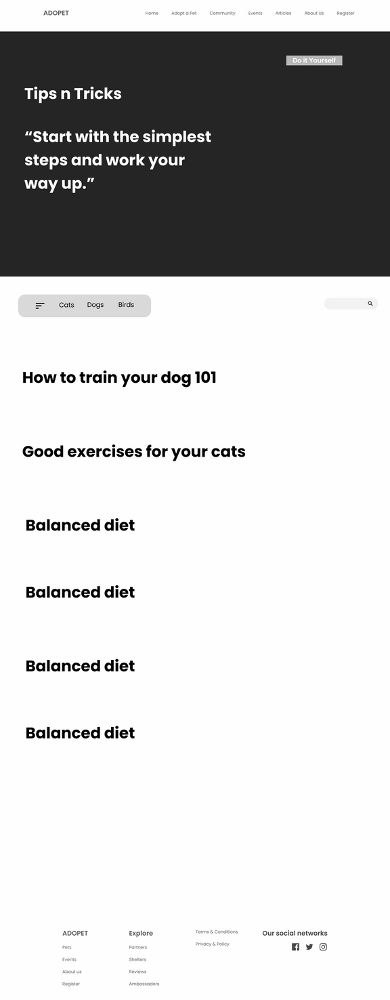 ADOPET
Home Adopt a Pet Community Events Articles About Us Register
Do it Yourself
Tips n Tricks
“Start with the simplest
steps and work your
way up.”
Cats Dogs Birds
How to train your dog 101
Good exercises for your cats
Balanced diet
Balanced diet
Balanced diet
Balanced diet
ADOPET
Pets
Events
About us
Register
Explore
Partners
Shelters
Reviews
Ambassadors
Terms & Conditions
Privacy & Policy
Our social networks